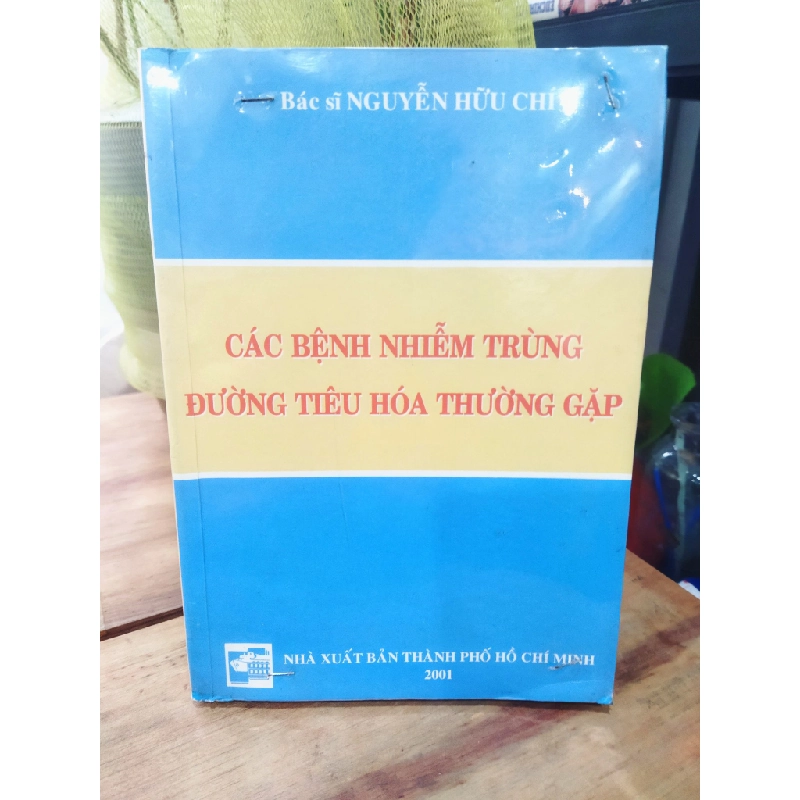 Bác sĩ NGUYỄN HỮU CHÍ
CÁC BỆNH NHIỄM TRÙNG
ĐƯỜNG TIÊU HÓA THƯỜNG GẶP
NHÀ XUẤT BẢN THÀNH PHỐ HỒ CHÍ MINH
2001